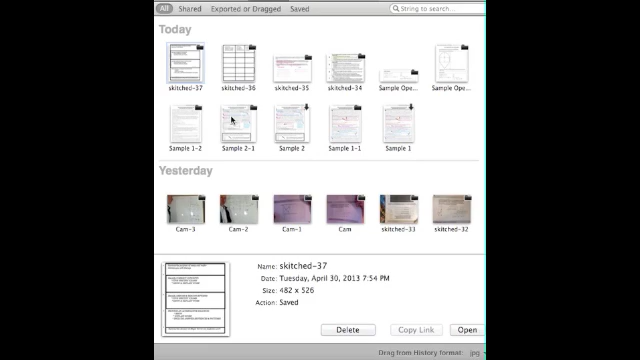 All Shared Exported or Dragged Saved String to search...
Today
skitched-37 skitched-36 skitched-35 skitched-34 Sample Ope... Sample Ope...
Sample 1-2 Sample 2-1 Sample 2 Sample 1-1 Sample 1
Yesterday
Cam-3 Cam-2 Cam-1 Cam skitched-33 skitched-32
Name: skitched-37
Date: Tuesday, April 30, 2013 7:54 PM
Size: 482 x 526
Action: Saved
Delete Copy Link Open
Drag from History format: jpg